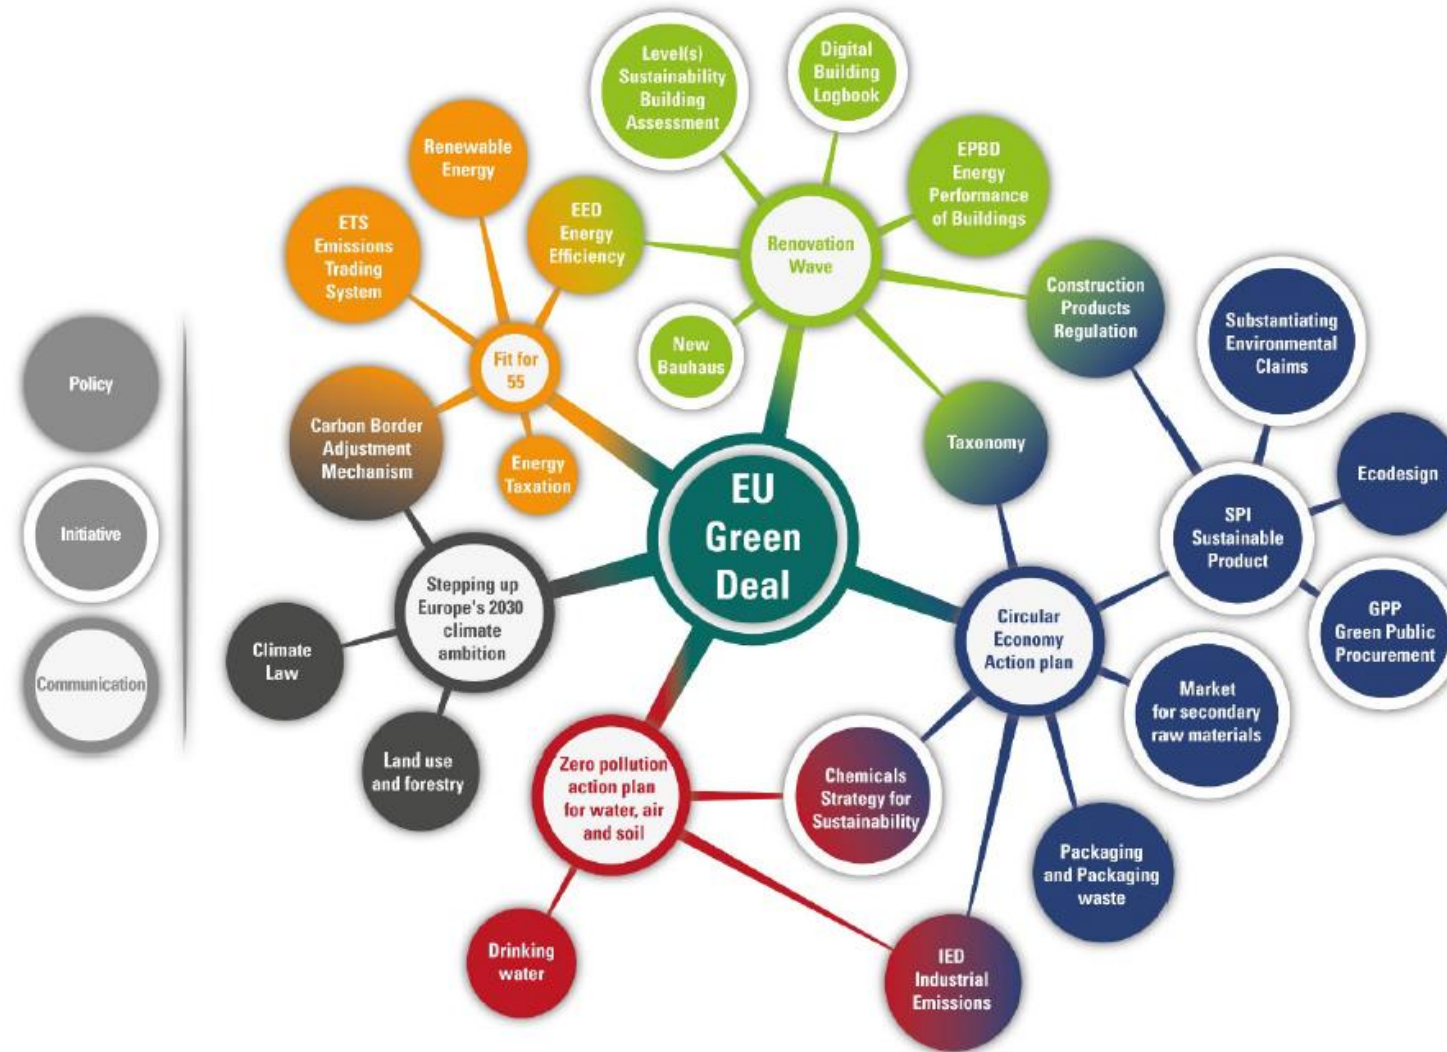 Policy
Initiative
Communication
Level(s)
Sustainability
Building
Assessment
Digital
Building
Logbook
Renewable
Energy
EPBD
Energy
Performance
of Buildings
ETS
Emissions
Trading
System
EED
Energy
Efficiency
Renovation
Wave
Construction
Products
Regulation
Substantiating
Environmental
Claims
New
Bauhaus
Fit for
55
Carbon Border
Adjustment
Mechanism
Energy
Taxation
Taxonomy
Ecodesign
EU
Green
Deal
SPI
Sustainable
Product
Stepping up
Europe's 2030
climate
ambition
Circular
Economy
Action plan
GPP
Green Public
Procurement
Climate
Law
Market
for secondary
raw materials
Land use
and forestry
Zero pollution
action plan
for water, air
and soil
Chemicals
Strategy for
Sustainability
Packaging
and Packaging
waste
Drinking
water
IED
Industrial
Emissions